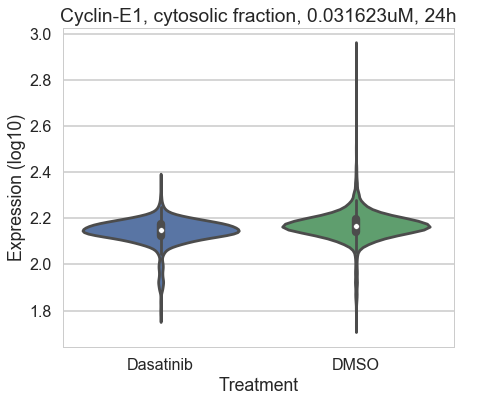 Cyclin-E1, cytosolic fraction, 0.031623uM, 24h
Expression (log10)
3.0
2.8
2.6
2.4
2.2
2.0
1.8
Dasatinib DMSO
Treatment